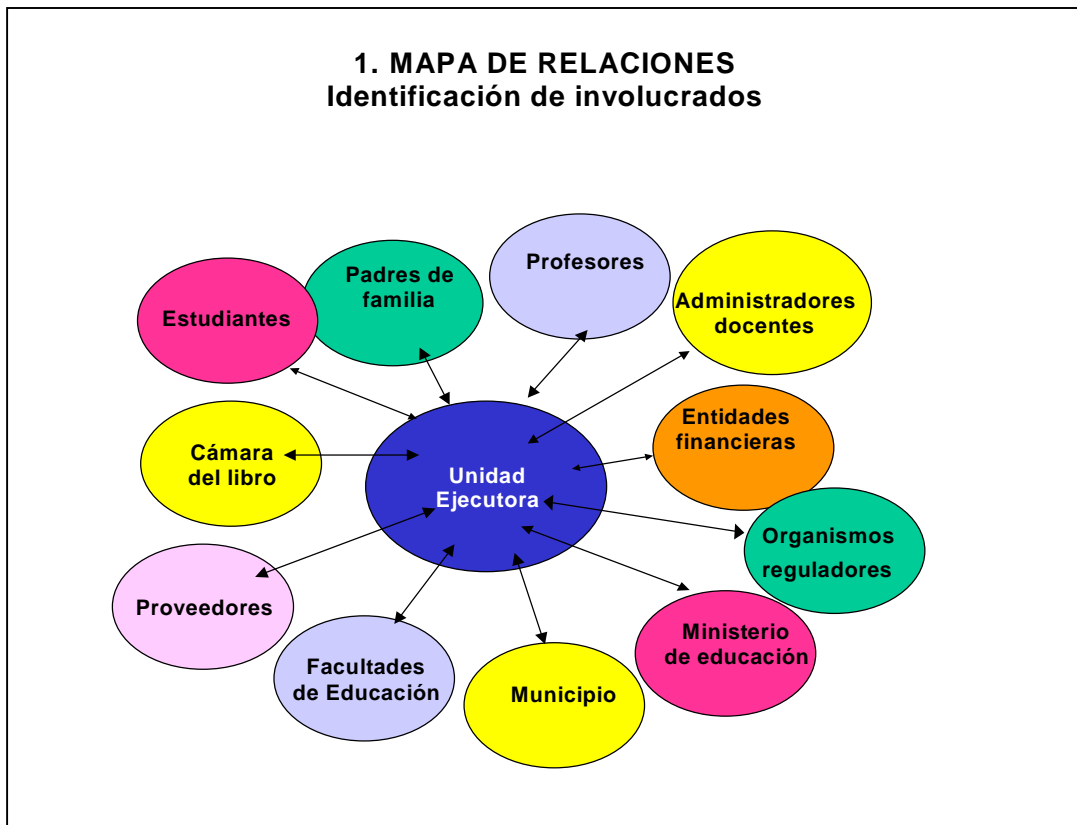 1. MAPA DE RELACIONES
Identificación de involucrados
Profesores
Padres de
familia
Administradores
docentes
Estudiantes
Entidades
financieras
Cámara
del libro
Unidad
Ejecutora
Organismos
reguladores
Proveedores
Ministerio
de educación
Facultades
de Educación
Municipio